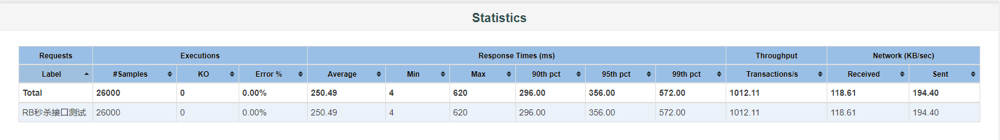 Statistics
Requests Executions Response Times (ms) Throughput Network (KB/sec)
Label #Samples KO Error % Average Min Max 90th pct 95th pct 99th pct Transactions/s Received Sent
Total 26000 0 0.00% 250.49 4 620 296.00 356.00 572.00 1012.11 118.61 194.40
RB秒杀接口测试 26000 0 0.00% 250.49 4 620 296.00 356.00 572.00 1012.11 118.61 194.40